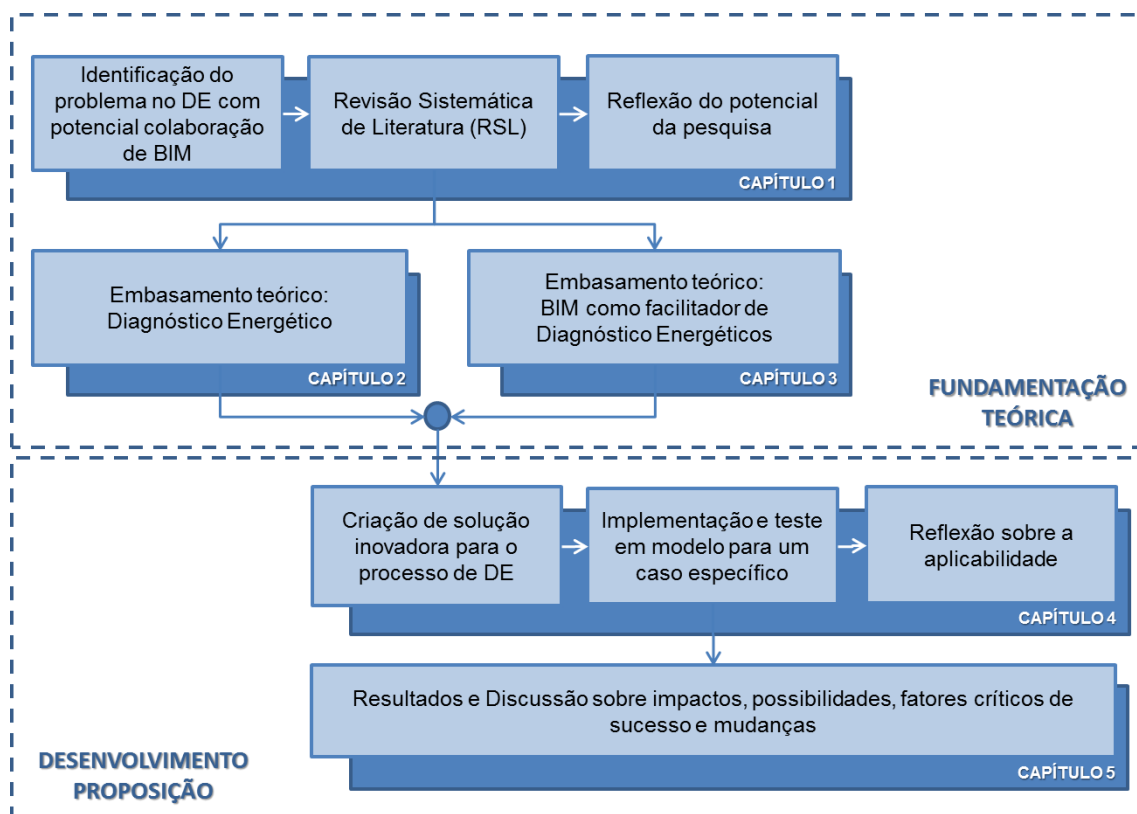 Identificação do
problema no DE com
potencial colaboração
de BIM
Revisão Sistemática
de Literatura (RSL)
Reflexão do potencial
da pesquisa
CAPÍTULO 1
Embasamento teórico:
Diagnóstico Energético
CAPÍTULO 2
Embasamento teórico:
BIM como facilitador de
Diagnóstico Energéticos
CAPÍTULO 3
FUNDAMENTAÇÃO
TEÓRICA
Criação de solução
inovadora para o
processo de DE
Implementação e teste
em modelo para um
caso específico
Reflexão sobre a
aplicabilidade
CAPÍTULO 4
Resultados e Discussão sobre impactos, possibilidades, fatores críticos de
sucesso e mudanças
CAPÍTULO 5
DESENVOLVIMENTO
PROPOSIÇÃO